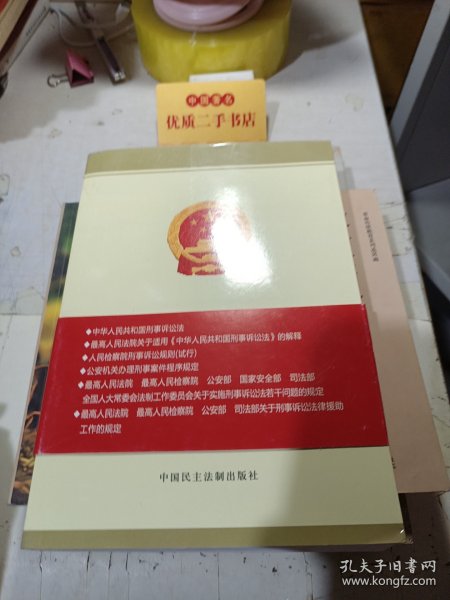 中国著名
优质二手书店
◆中华人民共和国刑事诉讼法
◆最高人民法院关于适用《中华人民共和国刑事诉讼法》的解释
◆人民检察院刑事诉讼规则(试行)
◆公安机关办理刑事案件程序规定
◆最高人民法院 最高人民检察院 公安部 国家安全部 司法部
全国人大常委会法制工作委员会关于实施刑事诉讼法若干问题的规定
◆最高人民法院 最高人民检察院 公安部 司法部关于刑事诉讼法律援助
工作的规定
中国民主法制出版社
孔夫子旧书网
www.kongfz.com